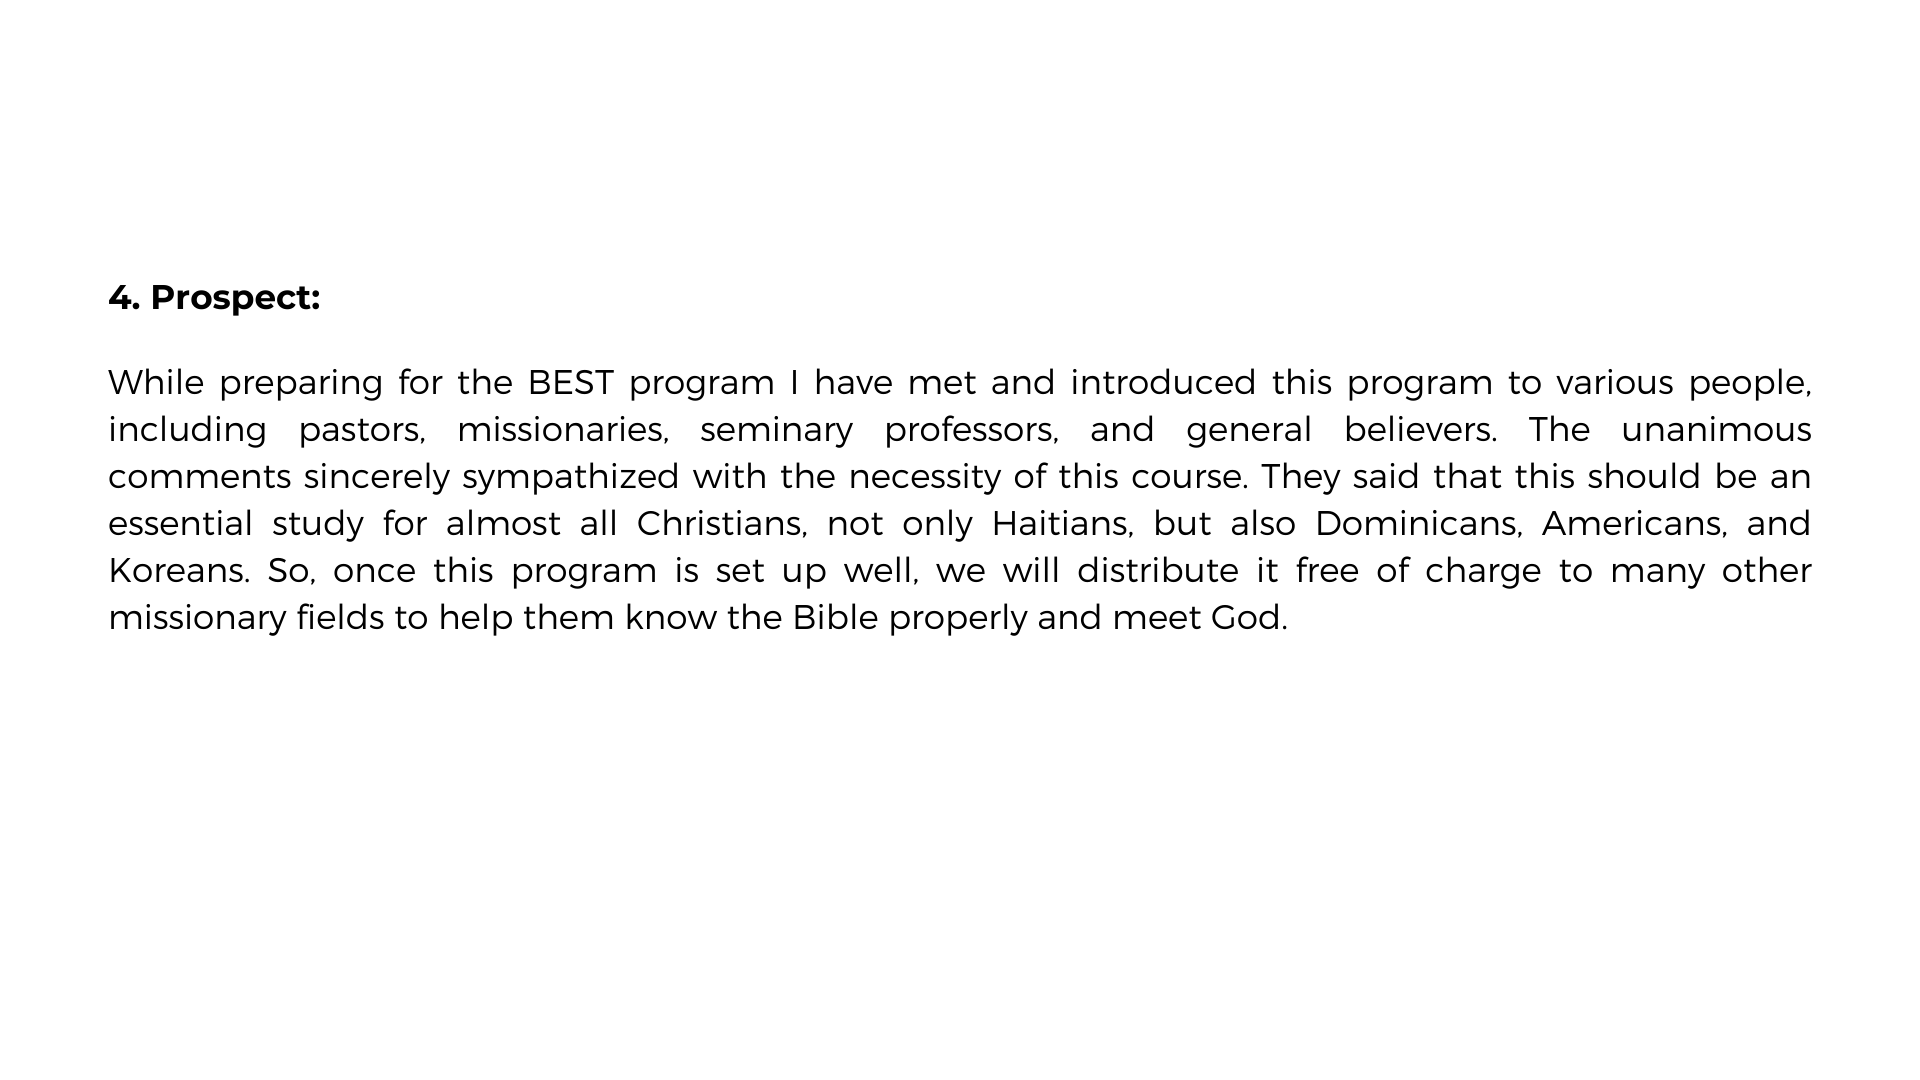 4. Prospect:
While preparing for the BEST program I have met and introduced this program to various people,
including pastors, missionaries, seminary professors, and general believers. The unanimous
comments sincerely sympathized with the necessity of this course. They said that this should be an
essential study for almost all Christians, not only Haitians, but also Dominicans, Americans, and
Koreans. So, once this program is set up well, we will distribute it free of charge to many other
missionary fields to help them know the Bible properly and meet God.